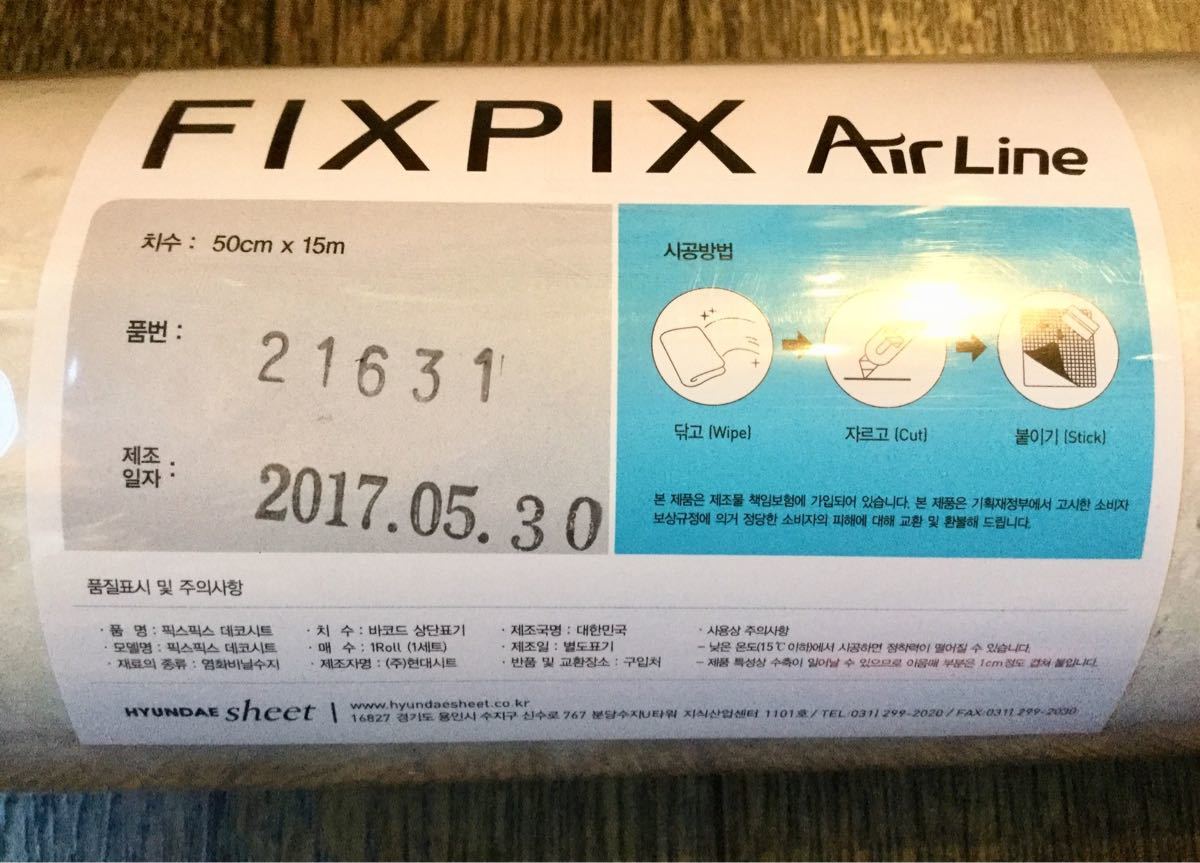 FIXPIX Air Line
치수 : 50cm x 15m
품번 : 21631
제조
일자 : 2017.05.30
시공방법
닦고 (Wipe)
자르고 (Cut)
붙이기 (Stick)
본 제품은 제조물 책임보험에 가입되어 있습니다. 본 제품은 기획재정부에서 고시한 소비자
보상규정에 의거 정당한 소비자의 피해에 대해 교환 및 환불해 드립니다.
품질표시 및 주의사항
· 품 명 : 픽스픽스 데코시트
· 모델명 : 픽스픽스 데코시트
· 재료의 종류 : 염화비닐수지
· 치 수 : 바코드 상단표기
· 매 수 : 1Roll (1세트)
· 제조자명 : (주)현대시트
· 제조국명 : 대한민국
· 제조일 : 별도표기
· 반품 및 교환장소 : 구입처
· 사용상 주의사항
– 낮은 온도(15℃이하)에서 시공하면 점착력이 떨어질 수 있습니다.
– 제품 특성상 수축이 일어날 수 있으므로 이음매 부분은 1cm정도 겹쳐 붙입니다.
HYUNDAE sheet
www.hyundaesheet.co.kr
16827 경기도 용인시 수지구 신수로 767 분당수지U타워 지식산업센터 1101호 / TEL:031) 299-2020 / FAX:031) 299-2030